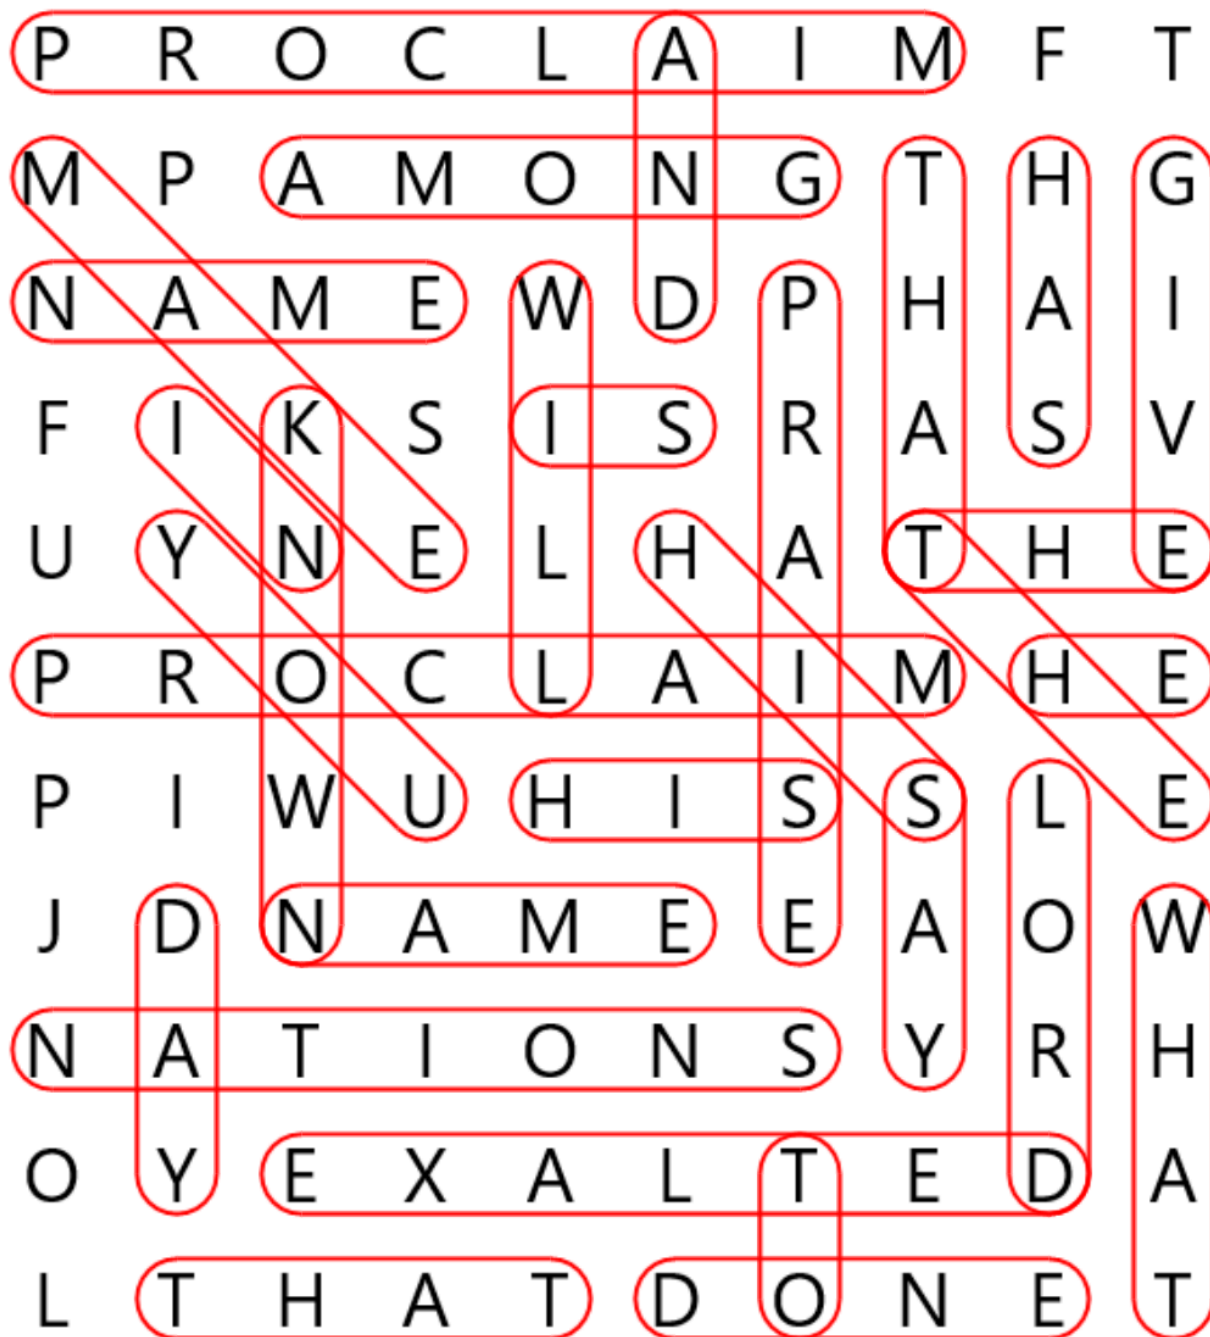 P R O C L A I M F T
M P A M O N G T H G
N A M E W D P H A I
F I K S I S R A S V
U Y N E L H A T H E
P R O C L A I M H E
P I W U H I S S L E
J D N A M E E A O W
N A T I O N S Y R H
O Y E X A L T E D A
L T H A T D O N E T